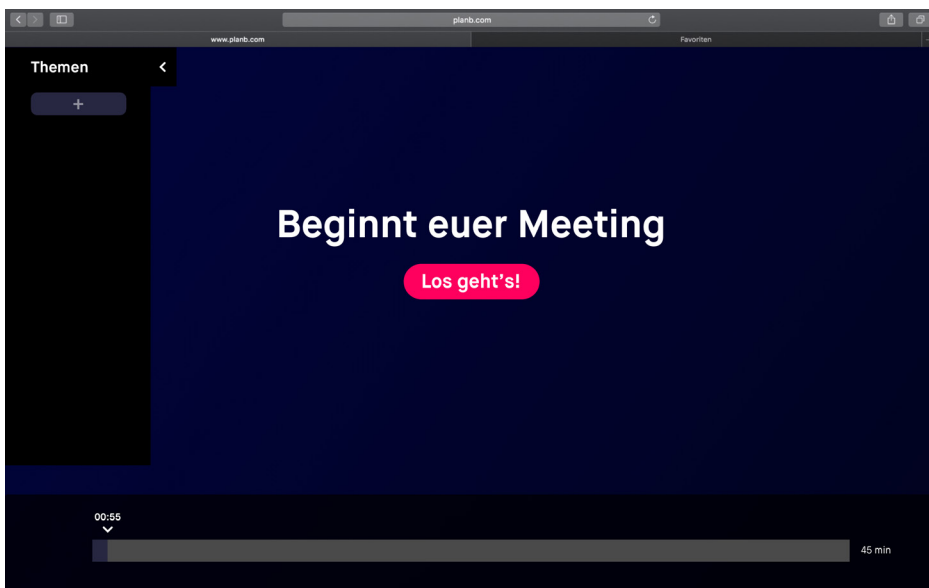 planb.com
www.planb.com
Favoriten
Themen
+
Beginnt euer Meeting
Los geht's!
00:55
45 min